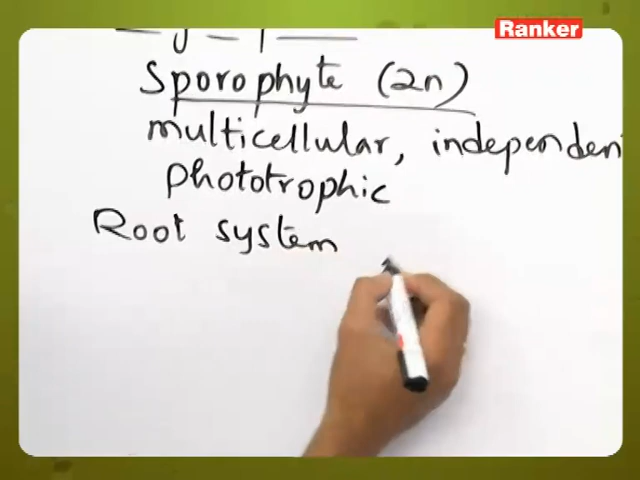 Ranker
Sporophyte (2n)
multicellular, independen
phototrophic
Root system